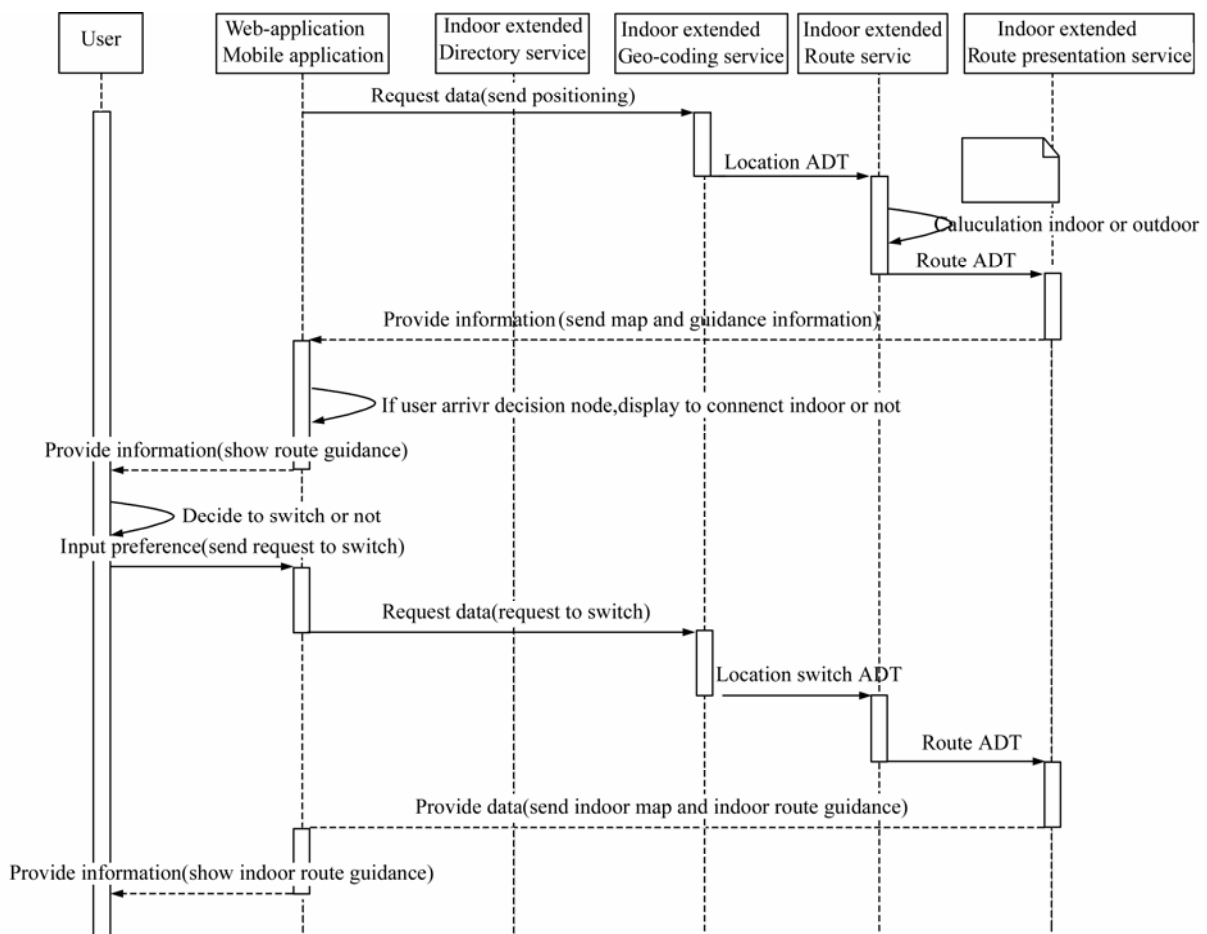 User
Web-application
Mobile application
Indoor extended
Directory service
Indoor extended
Geo-coding service
Indoor extended
Route servic
Indoor extended
Route presentation service
Request data(send positioning)
Location ADT
Caluculation indoor or outdoor
Route ADT
Provide information (send map and guidance information)
If user arrivr decision node,display to connenct indoor or not
Provide information(show route guidance)
Decide to switch or not
Input preference(send request to switch)
Request data(request to switch)
Location switch ADT
Route ADT
Provide data(send indoor map and indoor route guidance)
Provide information(show indoor route guidance)